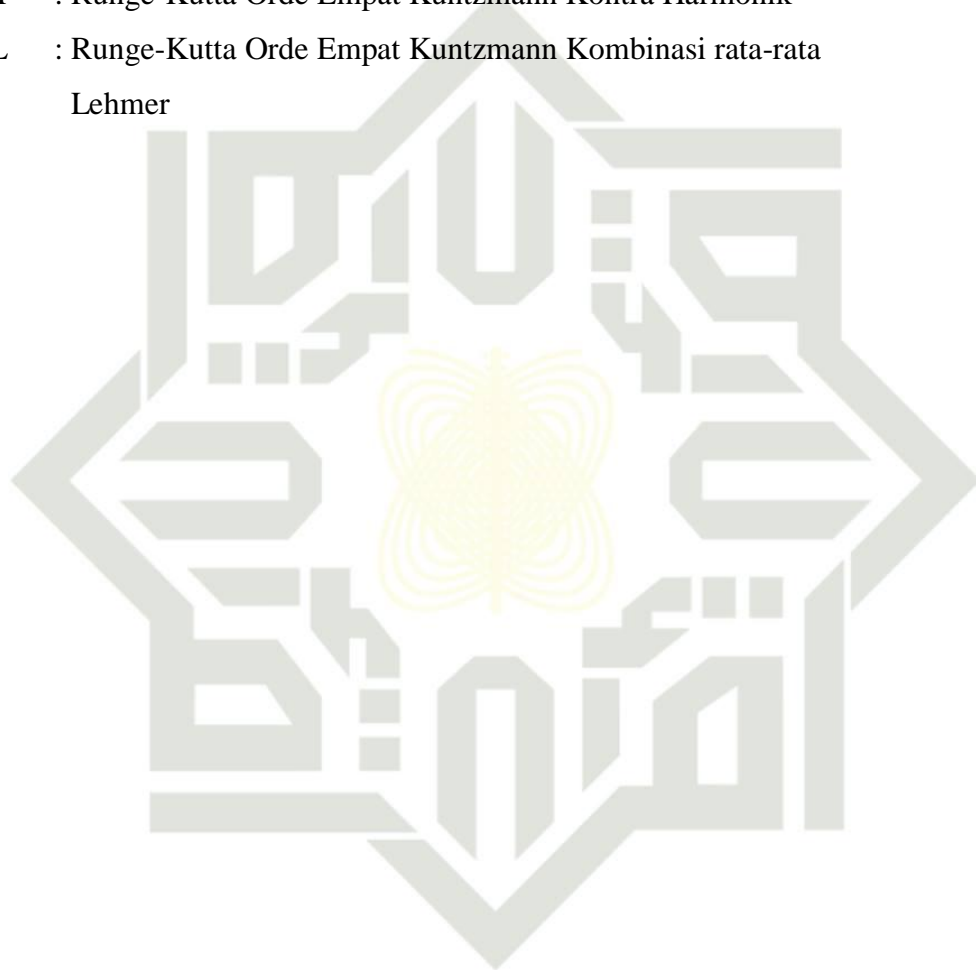 : Runge-Kutta Orde Empat Kuntzmann Kontra Harmonik
L : Runge-Kutta Orde Empat Kuntzmann Kombinasi rata-rata
Lehmer